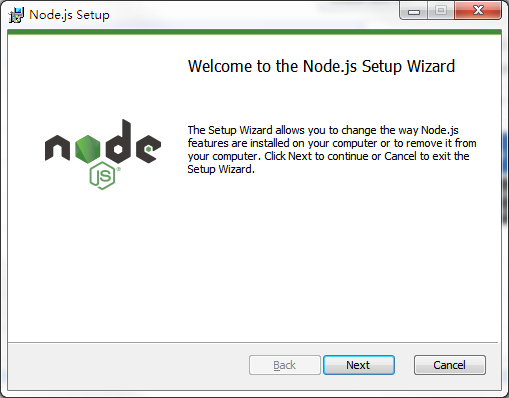 Node.js Setup
Welcome to the Node.js Setup Wizard
node
JS
The Setup Wizard allows you to change the way Node.js
features are installed on your computer or to remove it from
your computer. Click Next to continue or Cancel to exit the
Setup Wizard.
Back
Next
Cancel